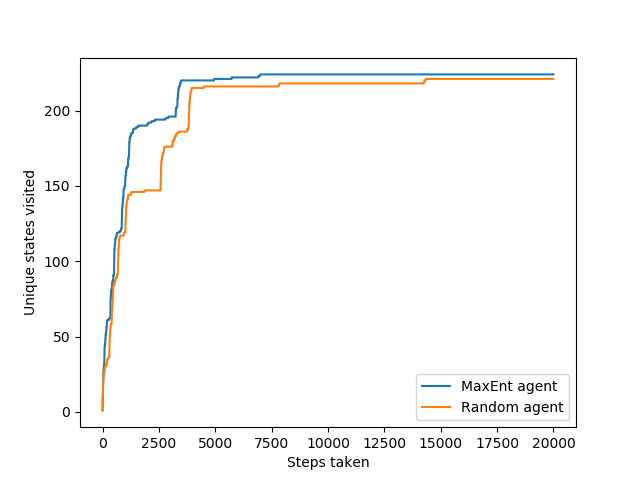 Unique states visited
200
150
100
50
0
MaxEnt agent
Random agent
0 2500 5000 7500 10000 12500 15000 17500 20000
Steps taken